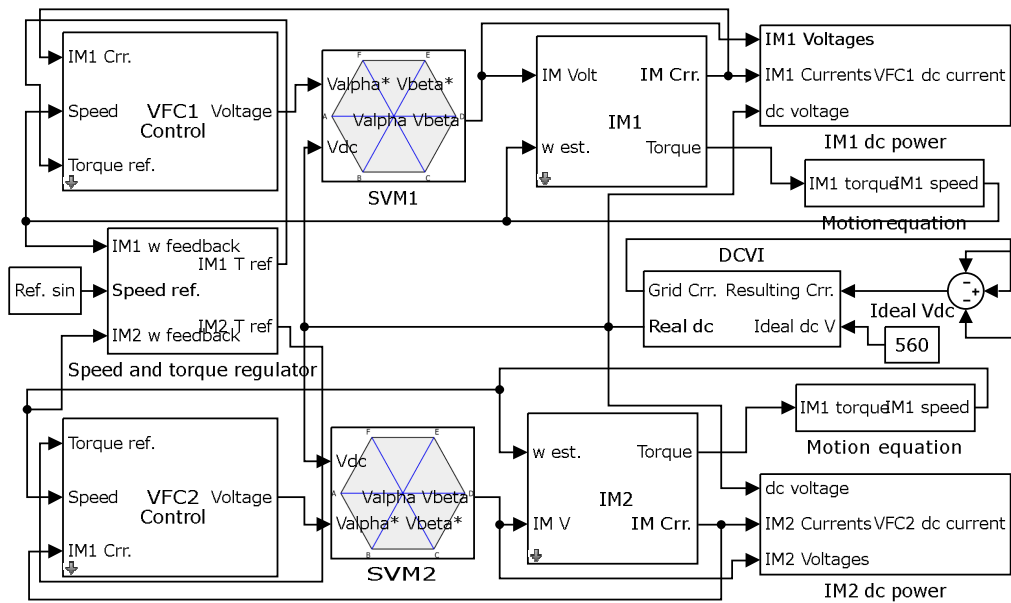 IM1 Crr.
Speed
Torque ref.
VFC1
Control
Voltage
F
E
A
D
B
C
Valpha* Vbeta*
Valpha Vbeta
Vdc
SVM1
IM Volt
w est.
IM1
IM Crr.
Torque
IM1 Voltages
IM1 Currents
dc voltage
VFC1 dc current
IM1 dc power
IM1 torque
IM1 speed
Motion equation
Ref. sin
IM1 w feedback
Speed ref.
IM2 w feedback
IM1 T ref
IM2 T ref
Speed and torque regulator
DCVI
Grid Crr.
Resulting Crr.
Real dc
Ideal dc V
Ideal Vdc
560
Torque ref.
Speed
IM1 Crr.
VFC2
Control
Voltage
F
E
A
D
B
C
Vdc
Valpha Vbeta
Valpha* Vbeta*
SVM2
w est.
IM V
IM2
Torque
IM Crr.
IM1 torque
IM1 speed
Motion equation
dc voltage
IM2 Currents
IM2 Voltages
VFC2 dc current
IM2 dc power